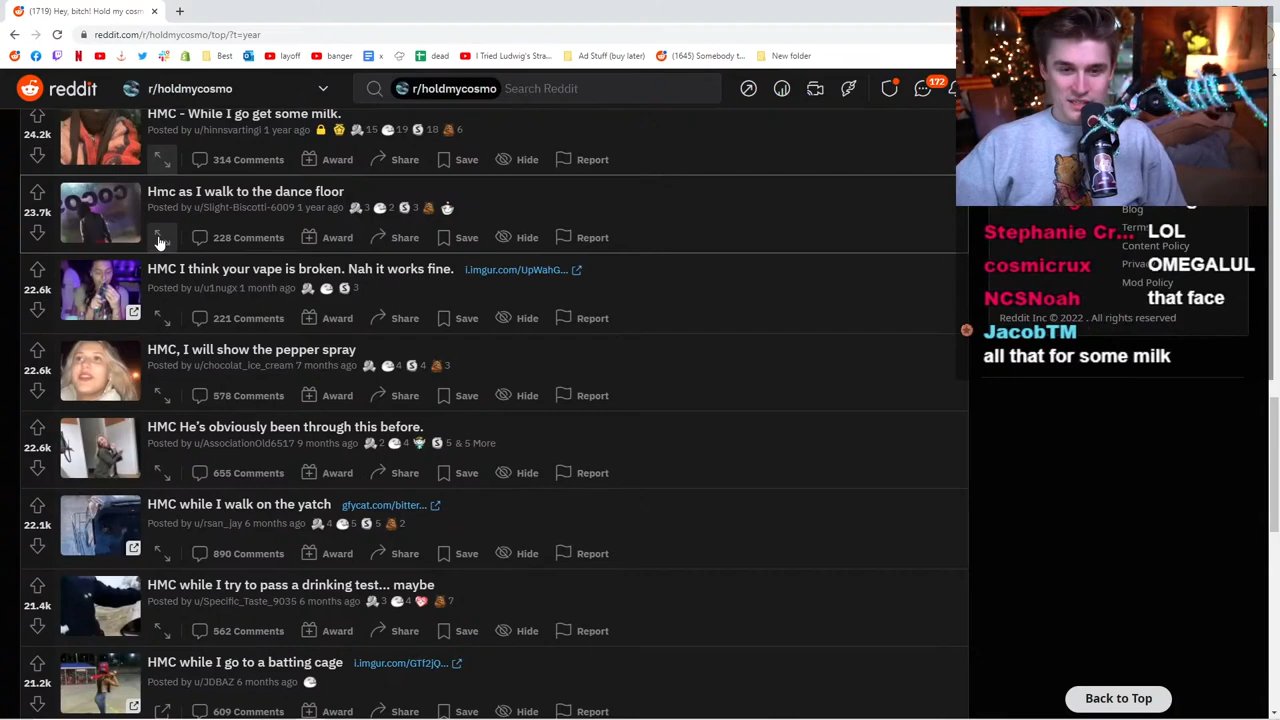 (1719) Hey, bitch! Hold my cosm
reddit.com/r/holdmycosmo/top/?t=year
layoff
banger
x
dead
I Tried Ludwig's Stra...
Ad Stuff (buy later)
(1645) Somebody t...
New folder
Best
reddit
r/holdmycosmo
r/holdmycosmo Search Reddit
172
24.2k
HMC - While I go get some milk.
Posted by u/hinnsvartingi 1 year ago 15 19 18 6
314 Comments Award Share Save Hide Report
23.7k
Hmc as I walk to the dance floor
Posted by u/Slight-Biscotti-6009 1 year ago 3 2 3
228 Comments Award Share Save Hide Report
22.6k
HMC I think your vape is broken. Nah it works fine. i.imgur.com/UpWahG...
Posted by u/u1nugx 1 month ago 3
221 Comments Award Share Save Hide Report
22.6k
HMC, I will show the pepper spray
Posted by u/chocolat_ice_cream 7 months ago 4 4 3
578 Comments Award Share Save Hide Report
22.6k
HMC He's obviously been through this before.
Posted by u/AssociationOld6517 9 months ago 2 4 5 & 5 More
655 Comments Award Share Save Hide Report
22.1k
HMC while I walk on the yatch gfycat.com/bitter...
Posted by u/rsan_jay 6 months ago 4 5 5 2
890 Comments Award Share Save Hide Report
21.4k
HMC while I try to pass a drinking test... maybe
Posted by u/Specific_Taste_9035 6 months ago 3 4 7
562 Comments Award Share Save Hide Report
21.2k
HMC while I go to a batting cage i.imgur.com/GTf2jQ...
Posted by u/JDBAZ 6 months ago
609 Comments Award Share Save Hide Report
Blog
Terms
Content Policy
Mod Policy
Reddit Inc © 2022 . All rights reserved
Stephanie Cr... LOL
cosmicrux OMEGALUL
NCSNoah that face
JacobTM
all that for some milk
Back to Top